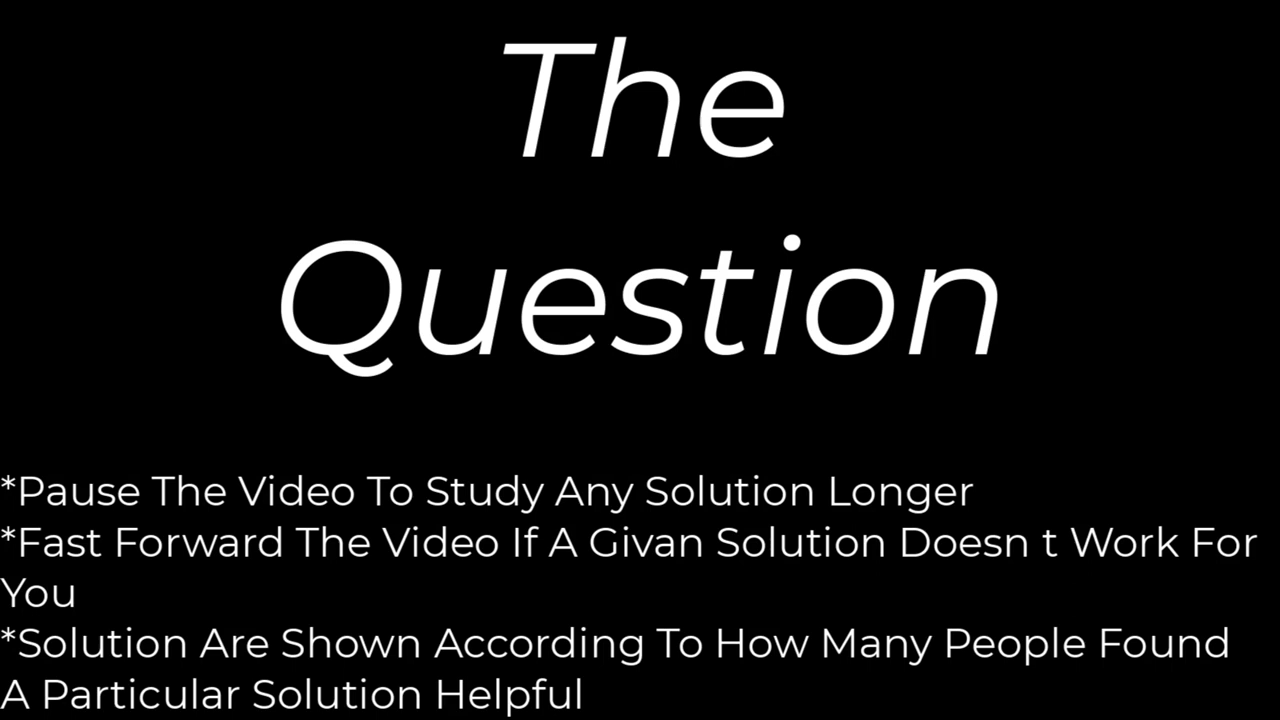 The
Question
*Pause The Video To Study Any Solution Longer
*Fast Forward The Video If A Givan Solution Doesn t Work For
You
*Solution Are Shown According To How Many People Found
A Particular Solution Helpful